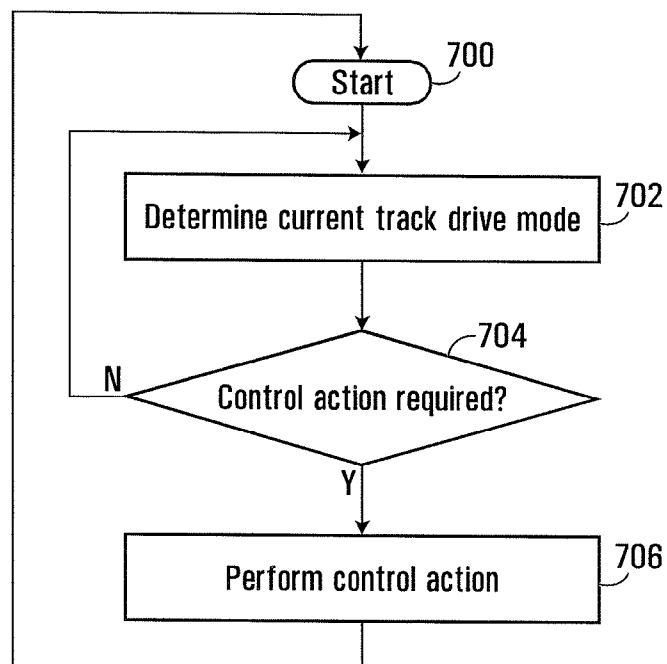 700
Start
702
Determine current track drive mode
704
N
Control action required?
Y
706
Perform control action